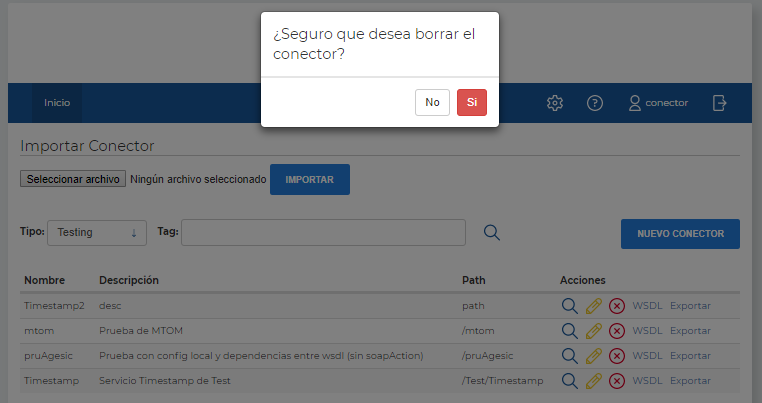 ¿Seguro que desea borrar el
conector?
No Si
Inicio conector
Importar Conector
Seleccionar archivo Ningún archivo seleccionado IMPORTAR
Tipo: Testing Tag: NUEVO CONECTOR
Nombre Descripción Path Acciones
Timestamp2 desc path WSDL Exportar
mtom Prueba de MTOM /mtom WSDL Exportar
pruAgesic Prueba con config local y dependencias entre wsdl (sin soapAction) /pruAgesic WSDL Exportar
Timestamp Servicio Timestamp de Test /Test/Timestamp WSDL Exportar